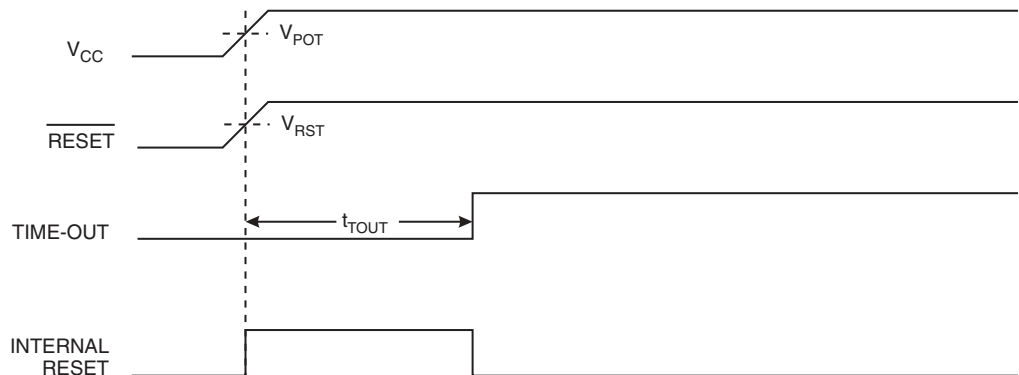 V_CC
V_POT
RESET
V_RST
TIME-OUT
t_TOUT
INTERNAL
RESET